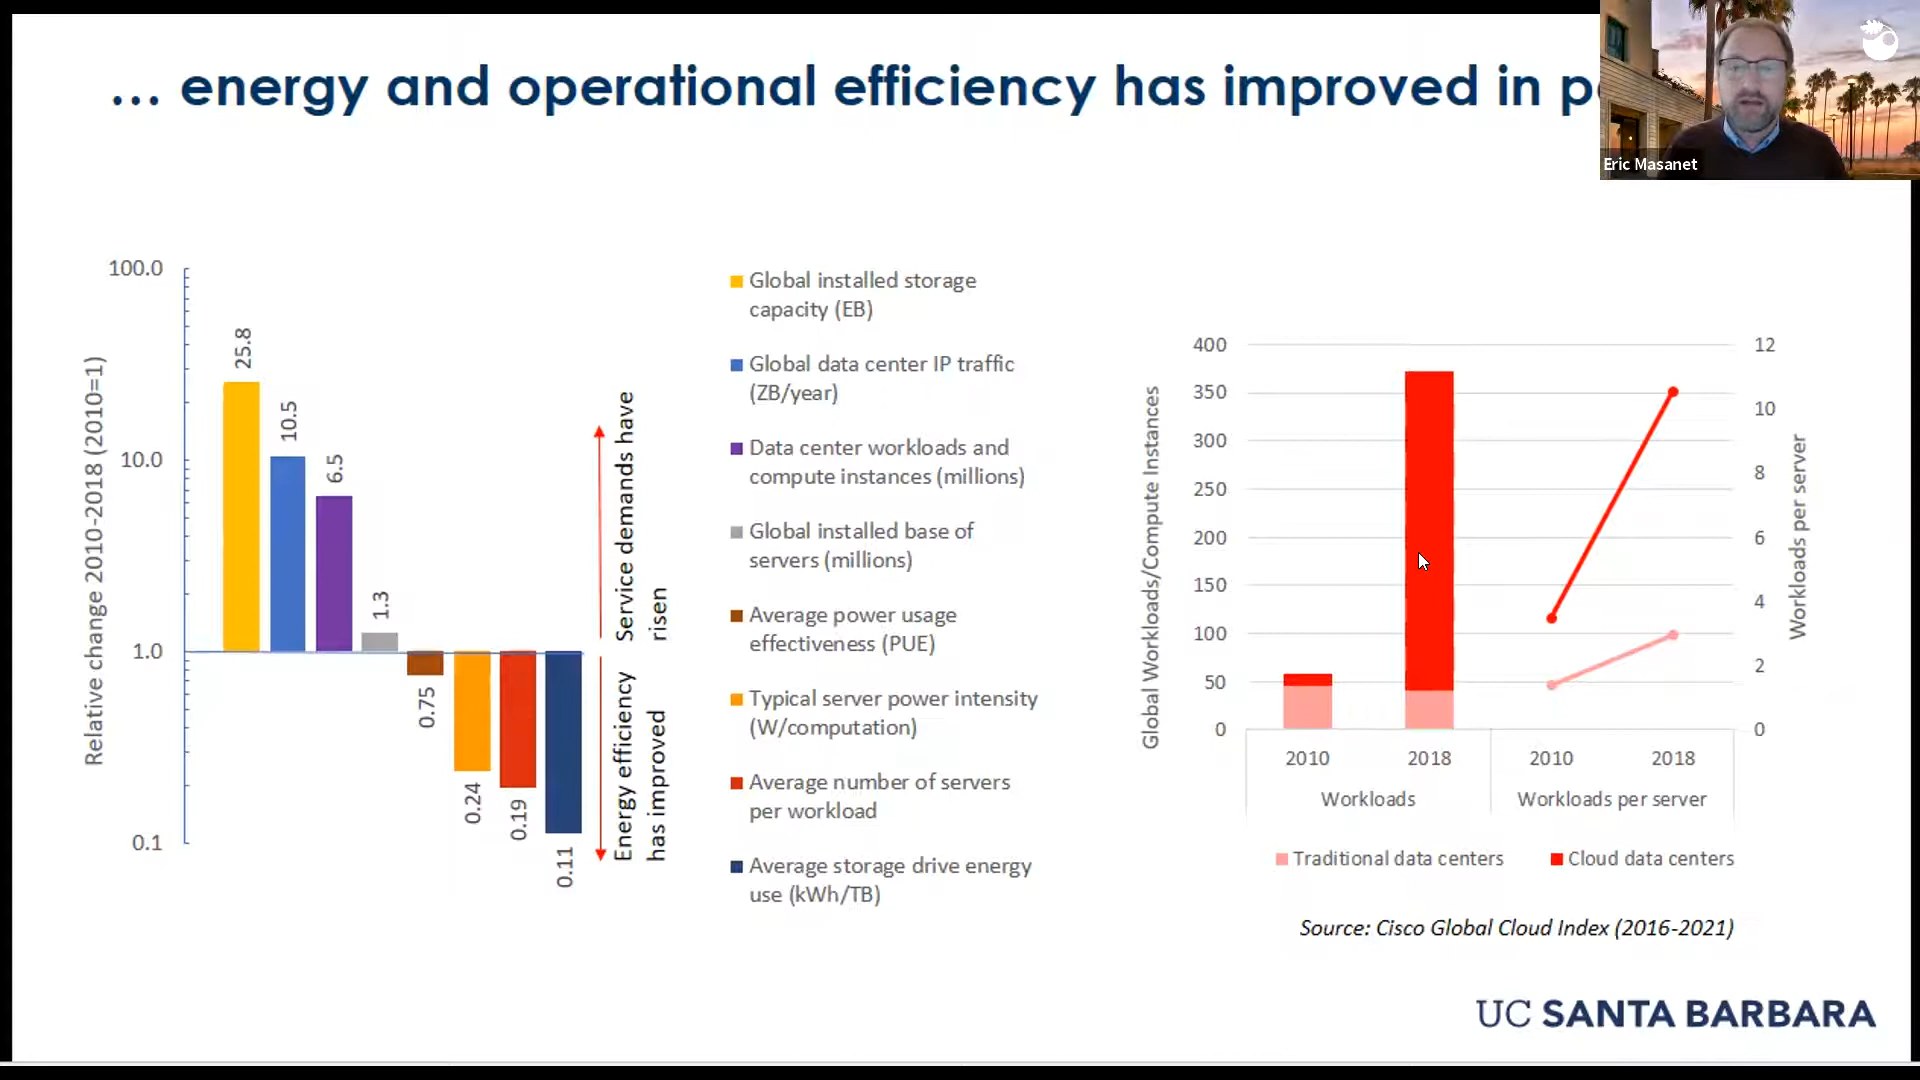 ... energy and operational efficiency has improved in
Eric Masanet
Relative change 2010-2018 (2010=1)
100.0
10.0
1.0
0.1
25.8
10.5
6.5
1.3
0.75
0.24
0.19
0.11
Service demands have
risen
Energy efficiency
has improved
Global installed storage
capacity (EB)
Global data center IP traffic
(ZB/year)
Data center workloads and
compute instances (millions)
Global installed base of
servers (millions)
Average power usage
effectiveness (PUE)
Typical server power intensity
(W/computation)
Average number of servers
per workload
Average storage drive energy
use (kWh/TB)
Global Workloads/Compute Instances
400
350
300
250
200
150
100
50
0
12
10
8
6
4
2
0
Workloads per server
2010
2018
2010
2018
Workloads
Workloads per server
Traditional data centers
Cloud data centers
Source: Cisco Global Cloud Index (2016-2021)
UC SANTA BARBARA